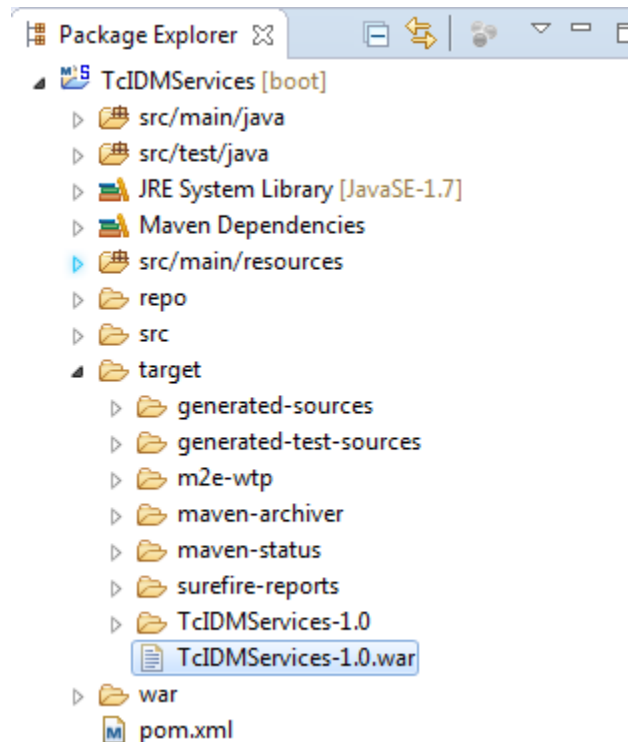 Package Explorer
TcIDMServices [boot]
src/main/java
src/test/java
JRE System Library [JavaSE-1.7]
Maven Dependencies
src/main/resources
repo
src
target
generated-sources
generated-test-sources
m2e-wtp
maven-archiver
maven-status
surefire-reports
TcIDMServices-1.0
TcIDMServices-1.0.war
war
pom.xml